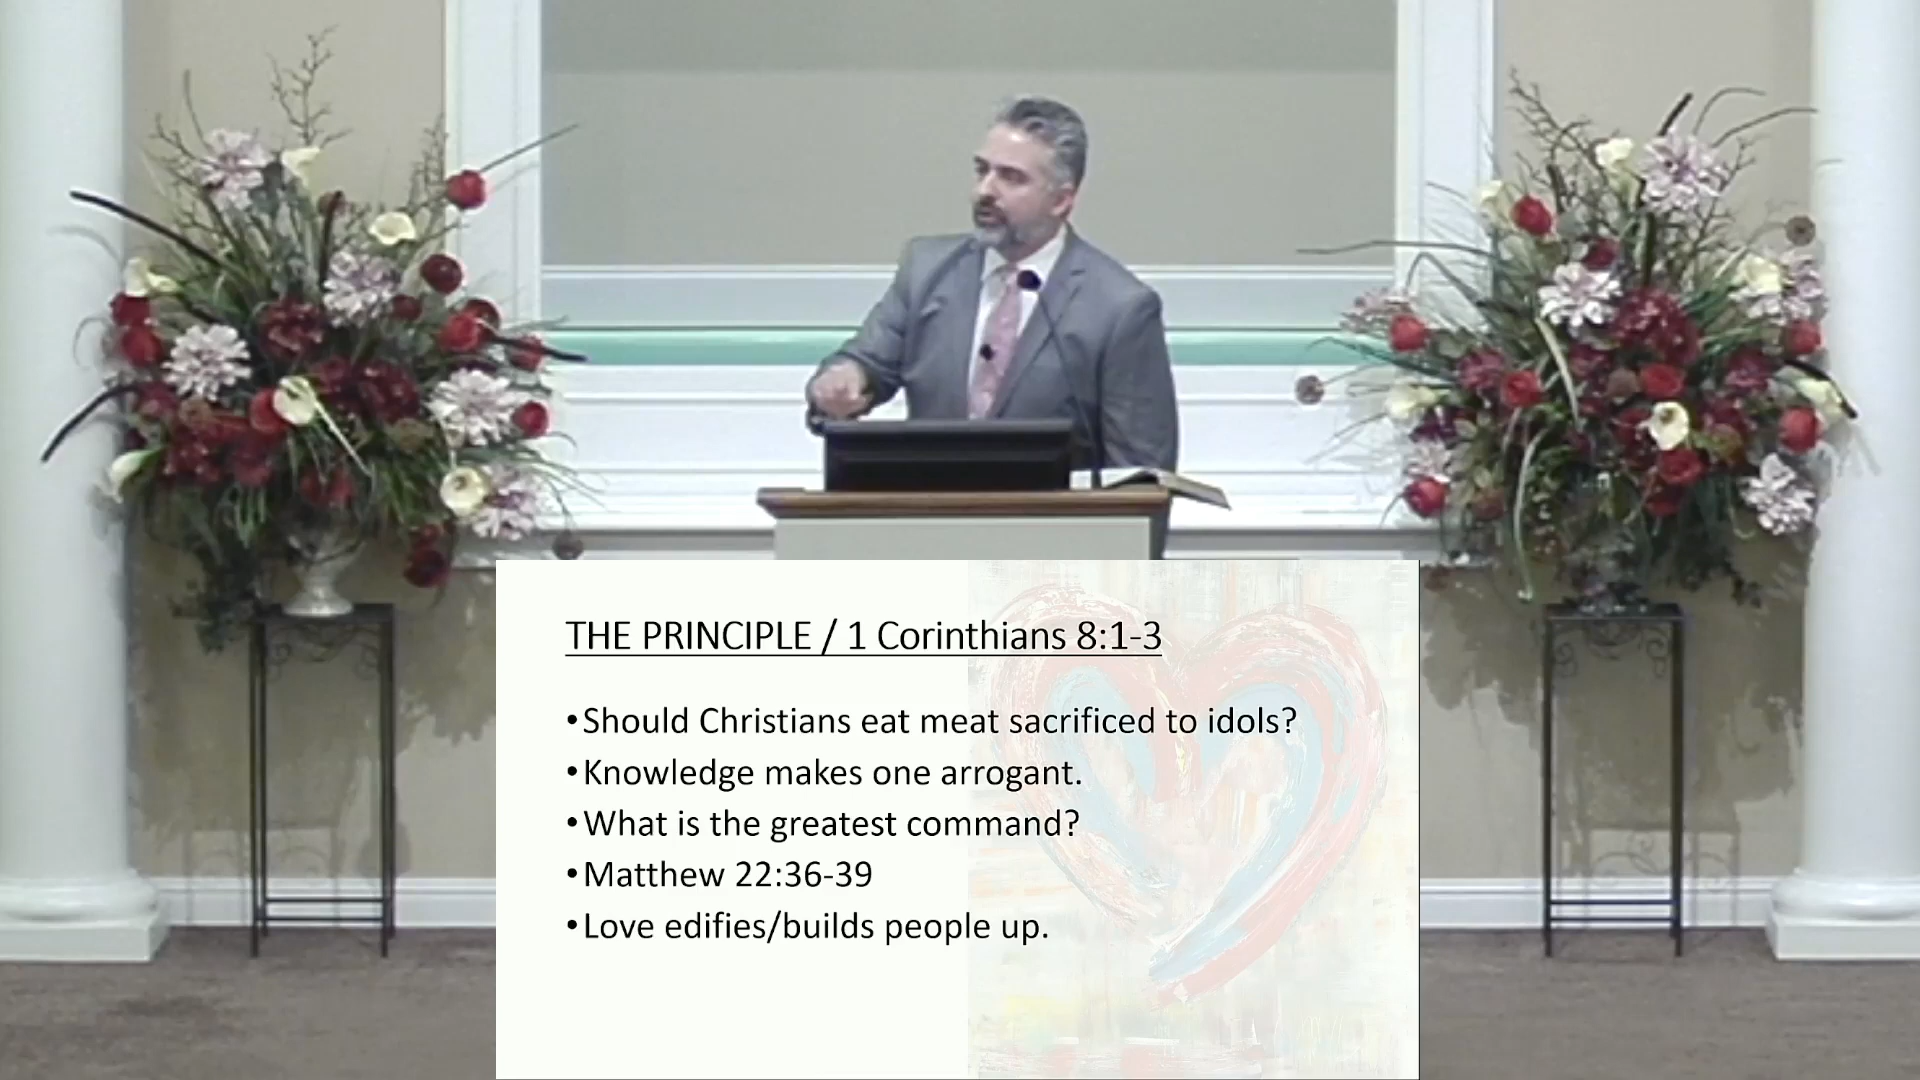 THE PRINCIPLE / 1 Corinthians 8:1-3
•Should Christians eat meat sacrificed to idols?
•Knowledge makes one arrogant.
•What is the greatest command?
•Matthew 22:36-39
•Love edifies/builds people up.